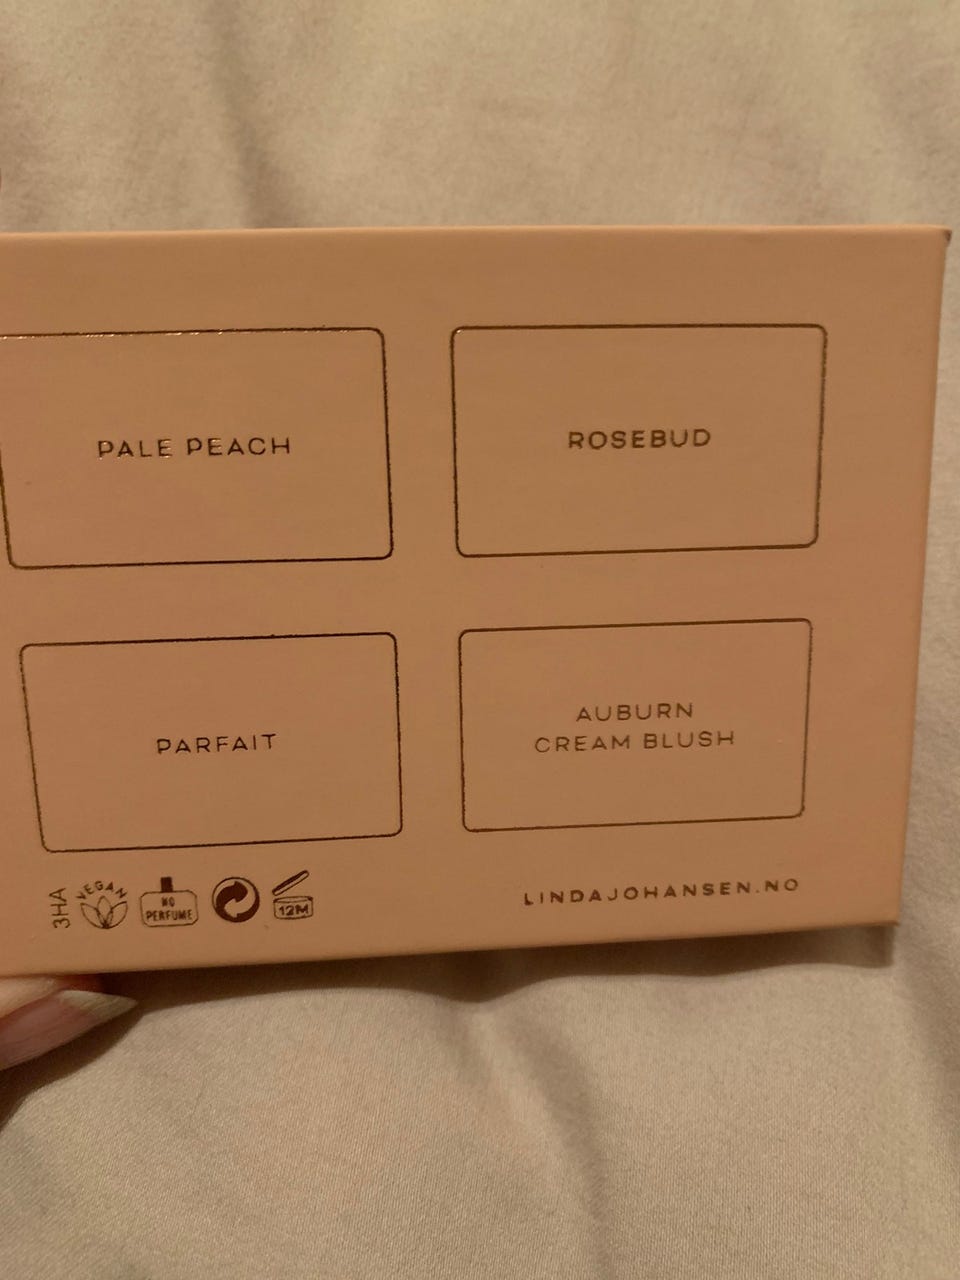 PALE PEACH
ROSEBUD
PARFAIT
AUBURN
CREAM BLUSH
3HA
VEGAN
NO
PERFUME
12M
LINDAJOHANSEN.NO